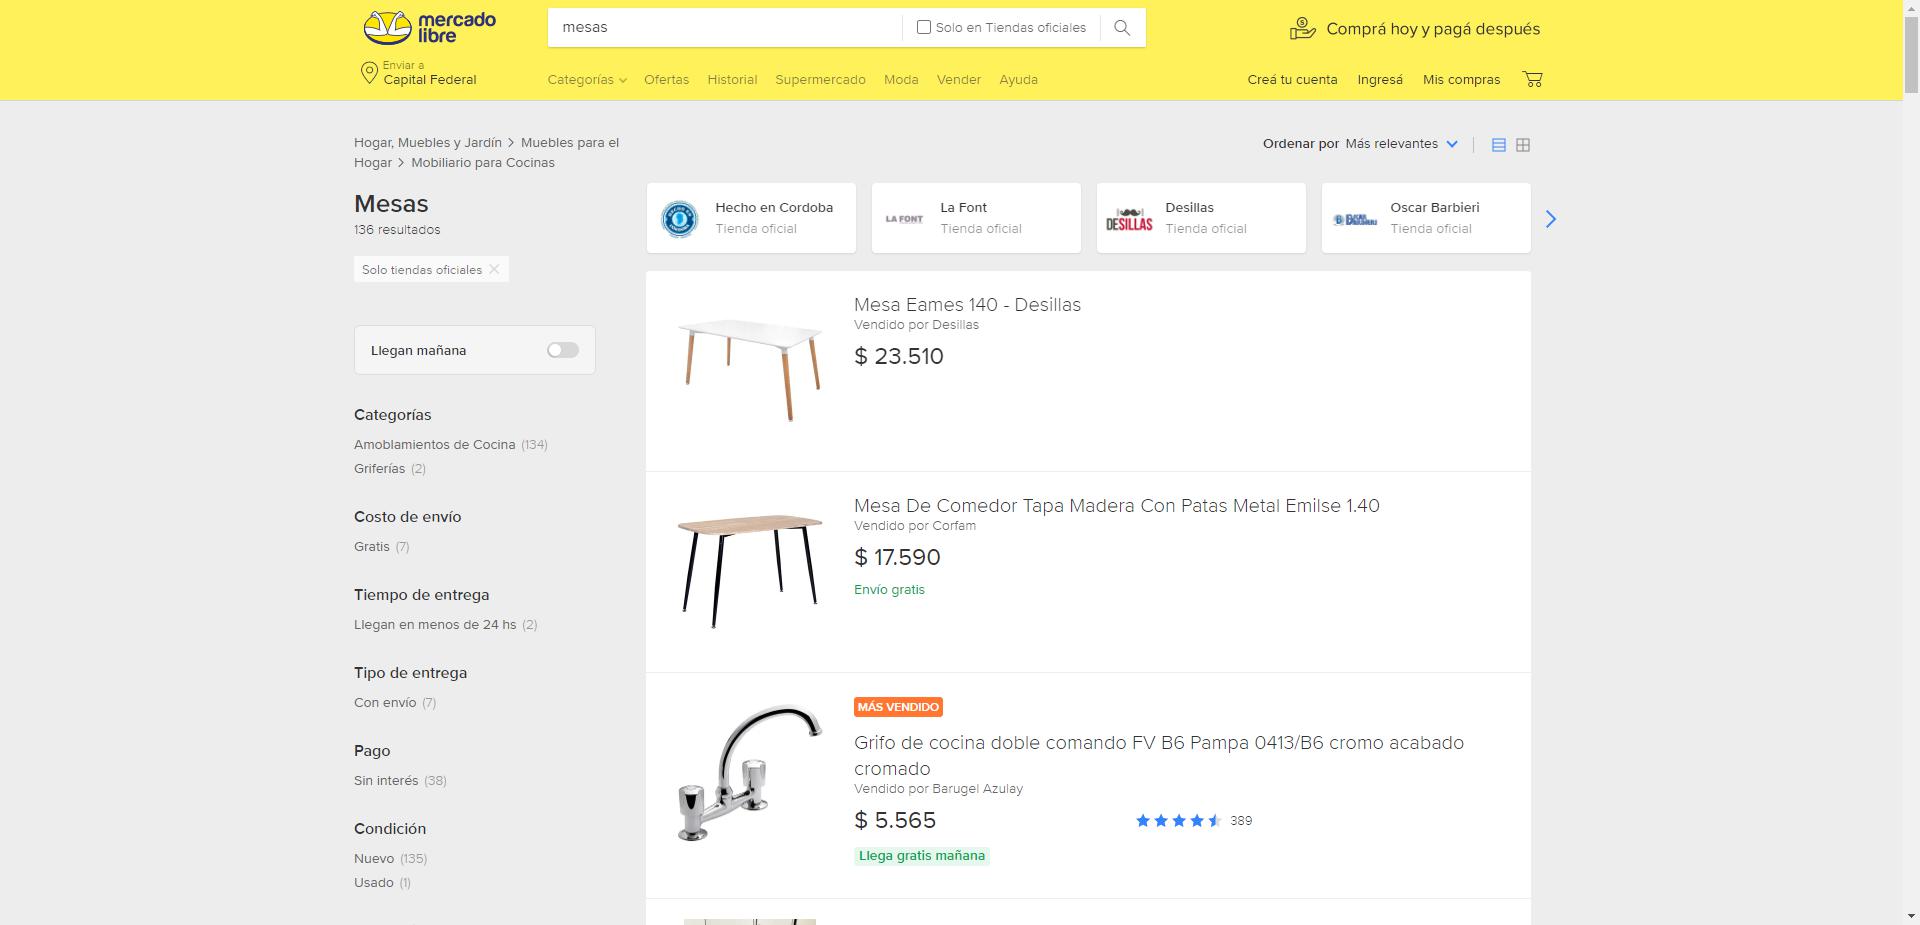 mercado
libre
mesas
Solo en Tiendas oficiales
Comprá hoy y pagá después
Enviar a
Capital Federal
Categorías
Ofertas
Historial
Supermercado
Moda
Vender
Ayuda
Creá tu cuenta
Ingresá
Mis compras
Hogar, Muebles y Jardín > Muebles para el
Hogar > Mobiliario para Cocinas
Ordenar por Más relevantes
Mesas
136 resultados
Solo tiendas oficiales
Hecho en Cordoba
Tienda oficial
LA FONT
La Font
Tienda oficial
DESILLAS
Desillas
Tienda oficial
Oscar Barbieri
Tienda oficial
Llegan mañana
Categorías
Amoblamientos de Cocina (134)
Griferías (2)
Costo de envío
Gratis (7)
Tiempo de entrega
Llegan en menos de 24 hs (2)
Tipo de entrega
Con envío (7)
Pago
Sin interés (38)
Condición
Nuevo (135)
Usado (1)
Mesa Eames 140 - Desillas
Vendido por Desillas
$ 23.510
Mesa De Comedor Tapa Madera Con Patas Metal Emilse 1.40
Vendido por Corfam
$ 17.590
Envío gratis
MÁS VENDIDO
Grifo de cocina doble comando FV B6 Pampa 0413/B6 cromo acabado
cromado
Vendido por Barugel Azulay
$ 5.565
389
Llega gratis mañana